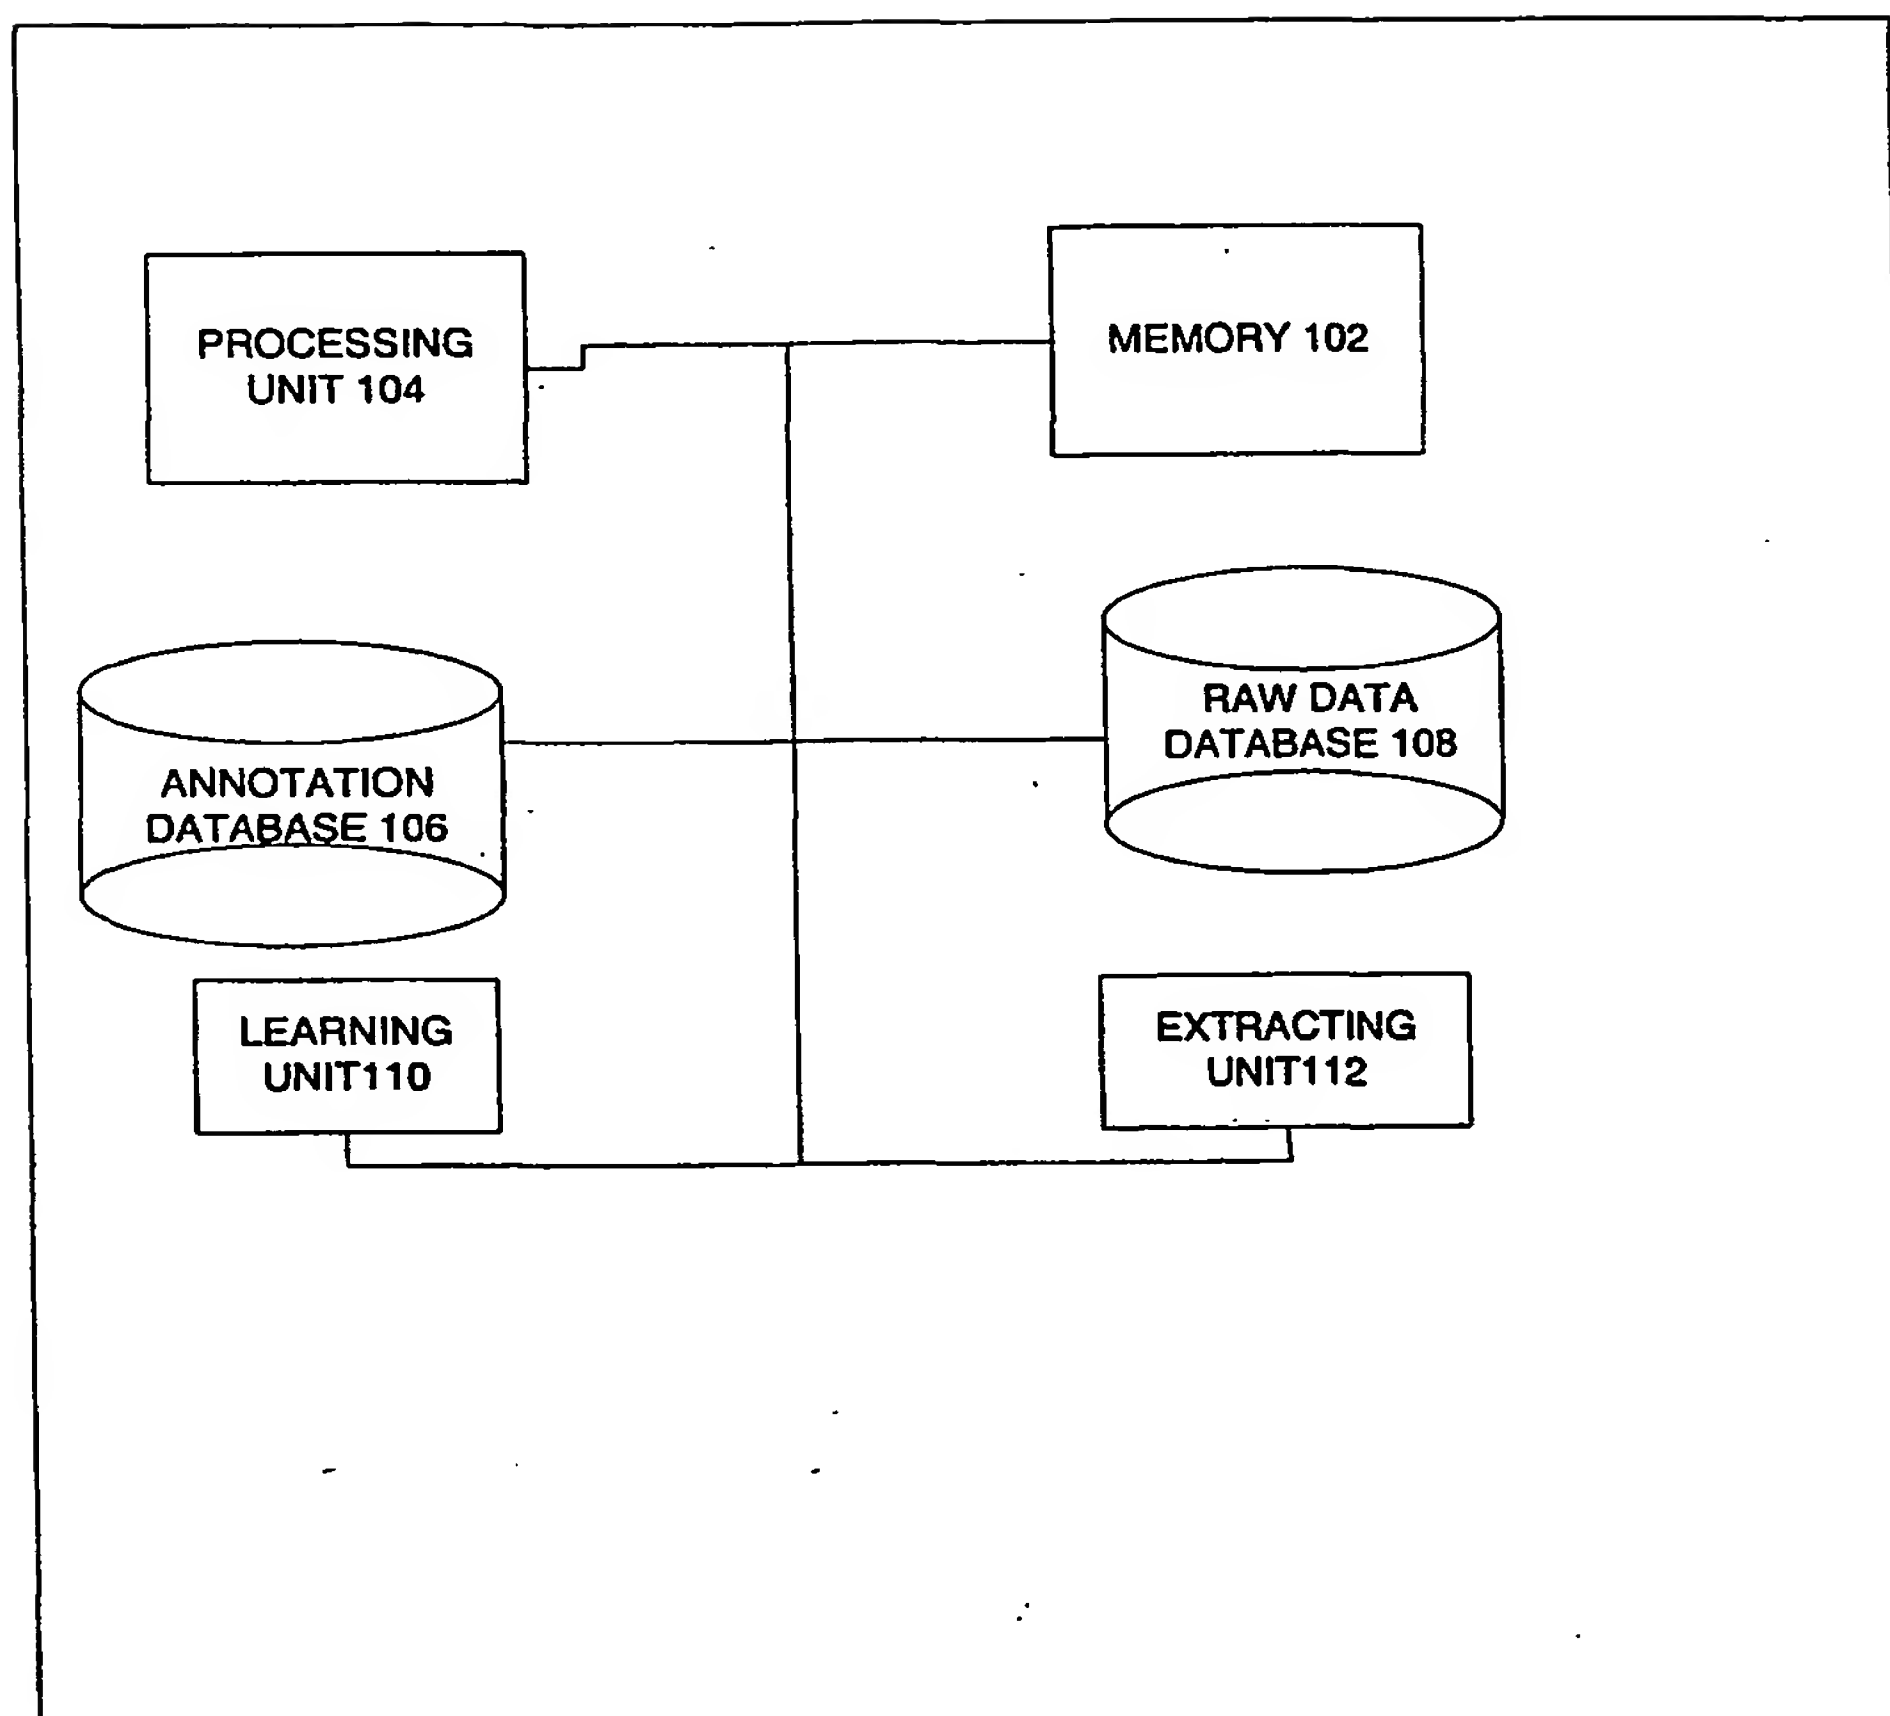 PROCESSING
UNIT 104
MEMORY 102
RAW DATA
DATABASE 108
ANNOTATION
DATABASE 106
LEARNING
UNIT110
EXTRACTING
UNIT112